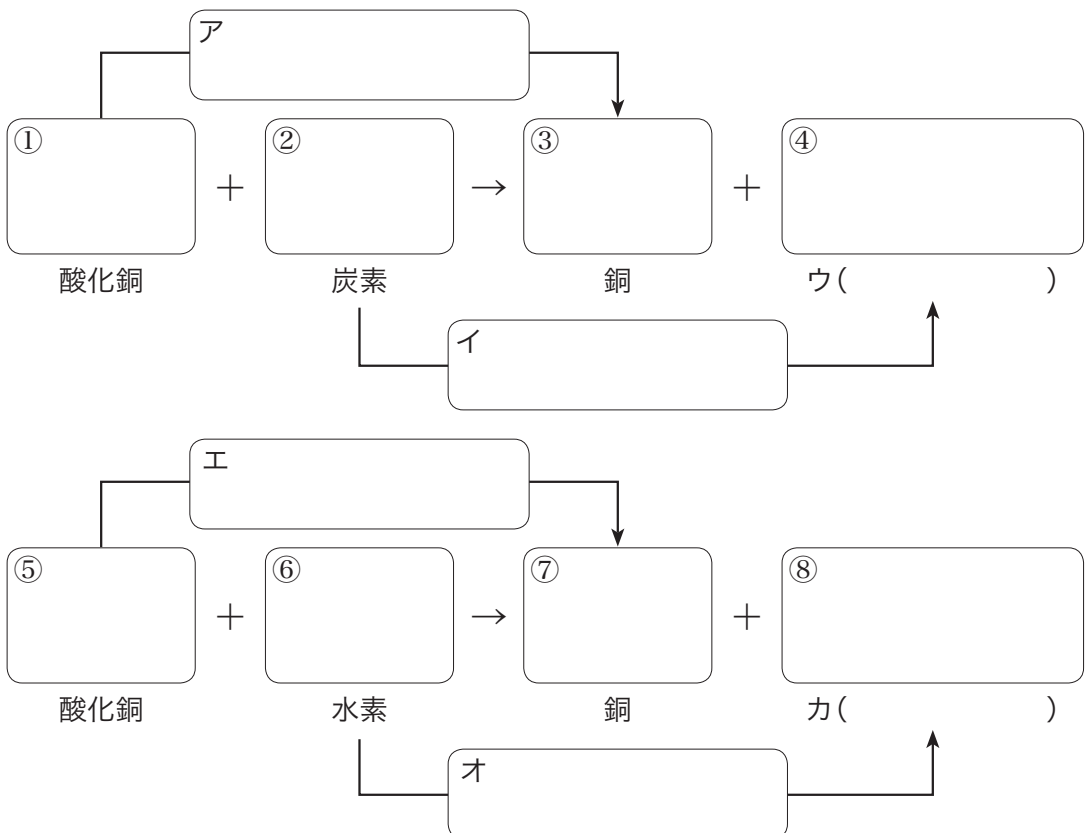 ア
① + ② → ③ + ④
酸化銅 炭素 銅 ウ( )
イ
エ
⑤ + ⑥ → ⑦ + ⑧
酸化銅 水素 銅 カ( )
オ